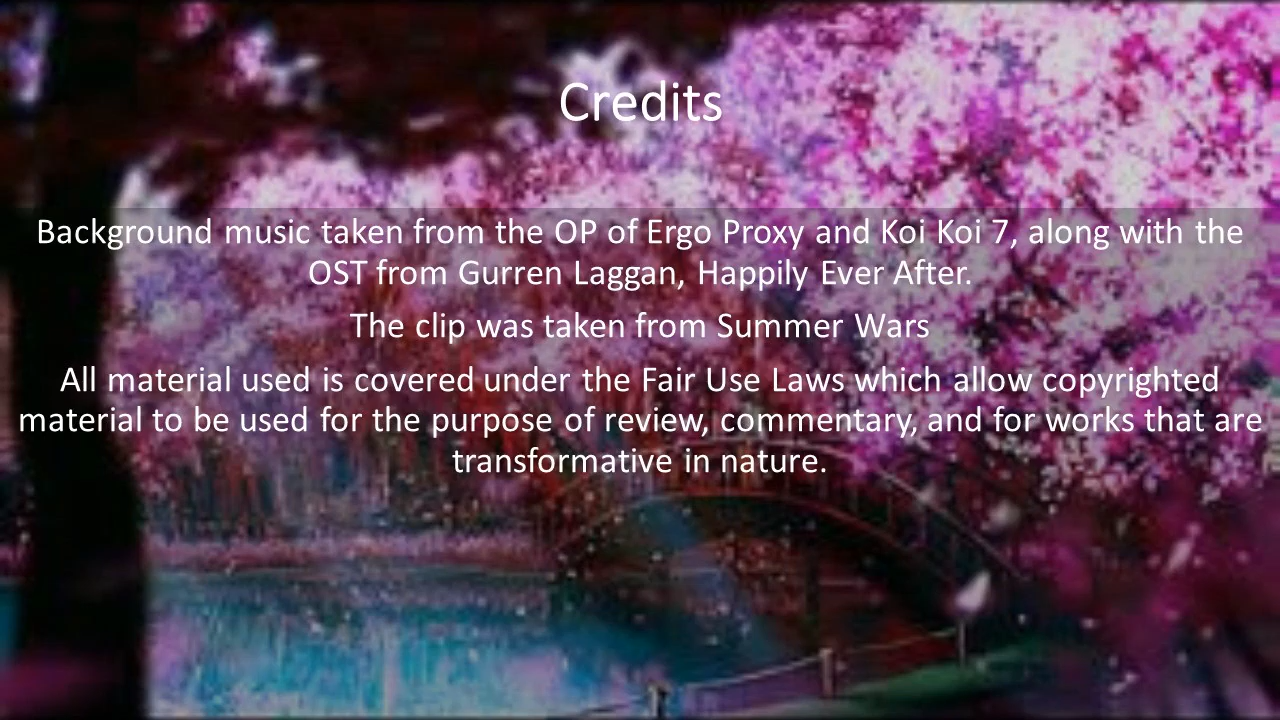 Credits
Background music taken from the OP of Ergo Proxy and Koi Koi 7, along with the
OST from Gurren Laggan, Happily Ever After.
The clip was taken from Summer Wars
All material used is covered under the Fair Use Laws which allow copyrighted
material to be used for the purpose of review, commentary, and for works that are
transformative in nature.